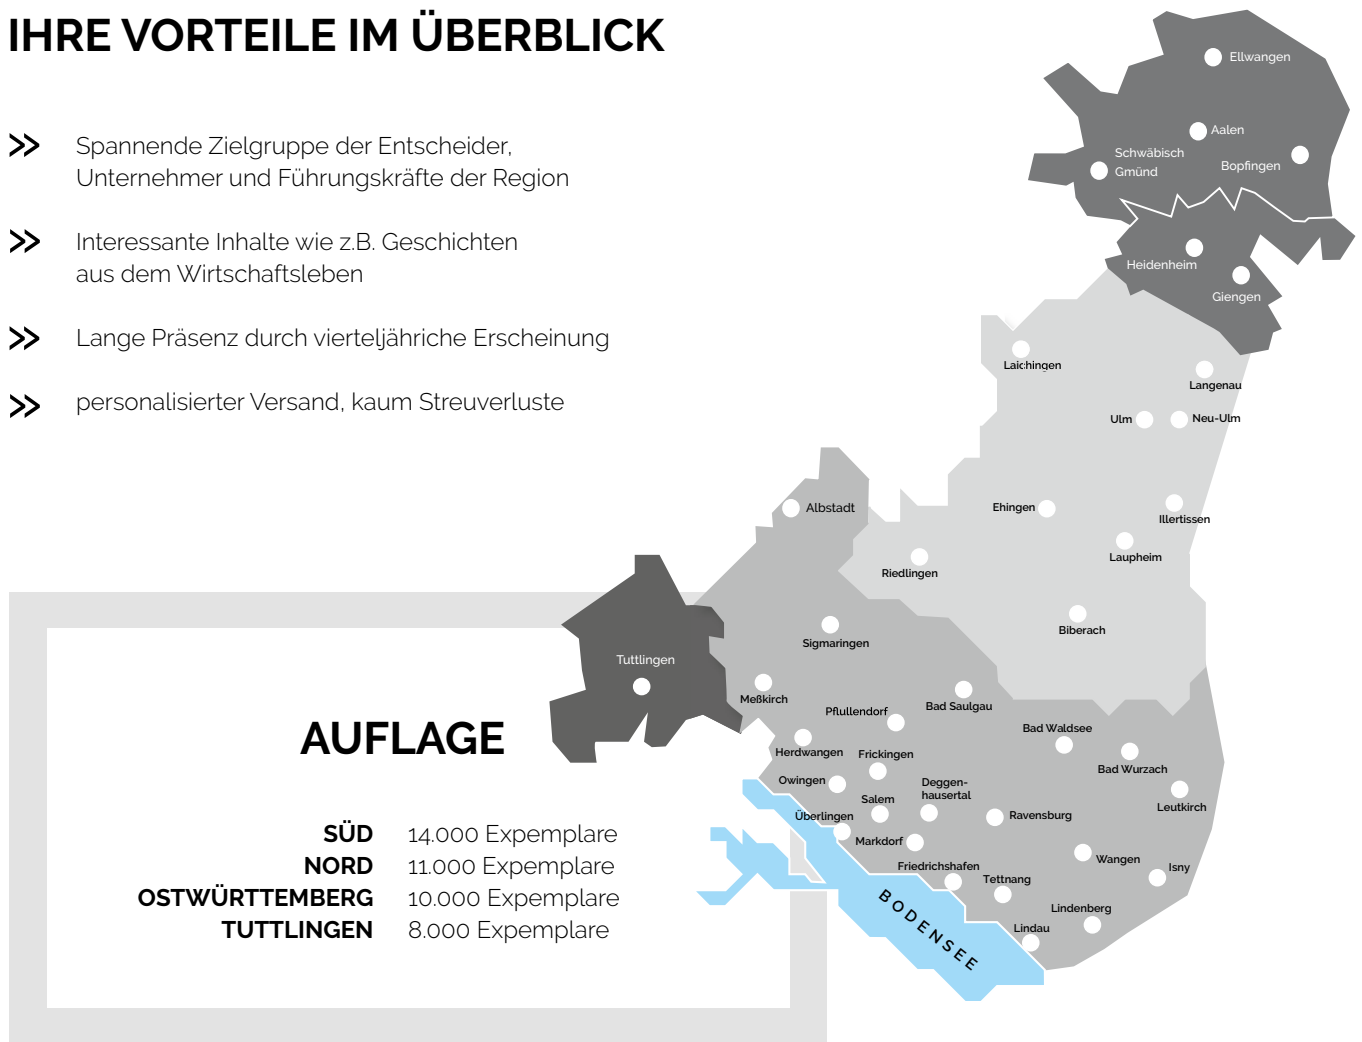 IHRE VORTEILE IM ÜBERBLICK
Spannende Zielgruppe der Entscheider,
Unternehmer und Führungskräfte der Region
Interessante Inhalte wie z.B. Geschichten
aus dem Wirtschaftsleben
Lange Präsenz durch vierteljährliche Erscheinung
personalisierter Versand, kaum Streuverluste
Ellwangen
Aalen
Schwäbisch
Gmünd
Bopfingen
Heidenheim
Giengen
Laichingen
Langenau
Ulm
Neu-Ulm
Albstadt
Ehingen
Illertissen
Laupheim
Riedlingen
Biberach
Sigmaringen
Tuttlingen
Meßkirch
Bad Saulgau
Pflullendorf
Bad Waldsee
Herdwangen
Frickingen
Bad Wurzach
Owingen
Deggen-
hausertal
Salem
Leutkirch
Überlingen
Ravensburg
Markdorf
Wangen
Friedrichshafen
Isny
Tettnang
Lindenberg
Lindau
BODENSEE
AUFLAGE
SÜD 14.000 Expemplare
NORD 11.000 Expemplare
OSTWÜRTTEMBERG 10.000 Expemplare
TUTTLINGEN 8.000 Expemplare